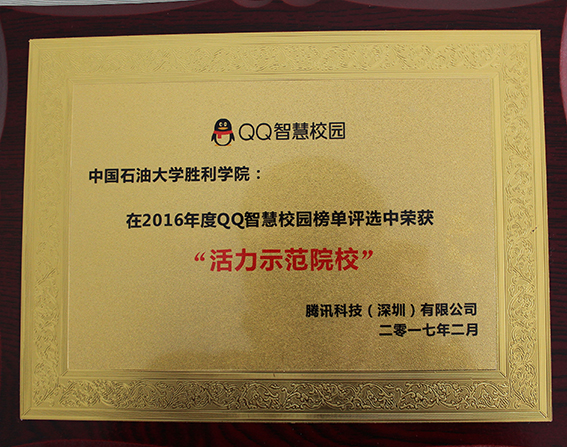 QQ智慧校园
中国石油大学胜利学院：
在2016年度QQ智慧校园榜单评选中荣获
“活力示范院校”
腾讯科技（深圳）有限公司
二零一七年二月